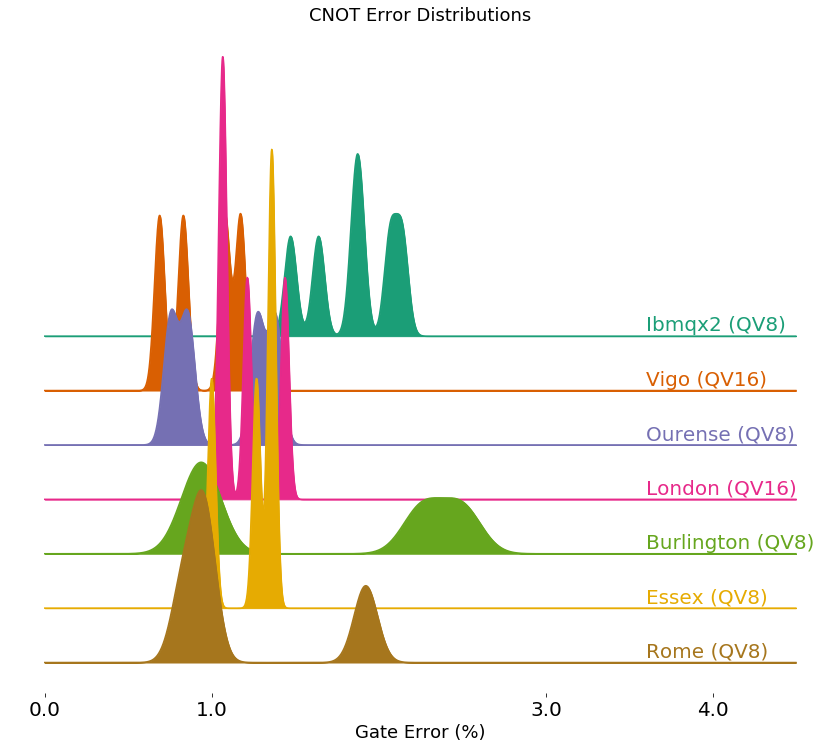 CNOT Error Distributions
Ibmqx2 (QV8)
Vigo (QV16)
Ourense (QV8)
London (QV16)
Burlington (QV8)
Essex (QV8)
Rome (QV8)
0.0 1.0 3.0 4.0
Gate Error (%)